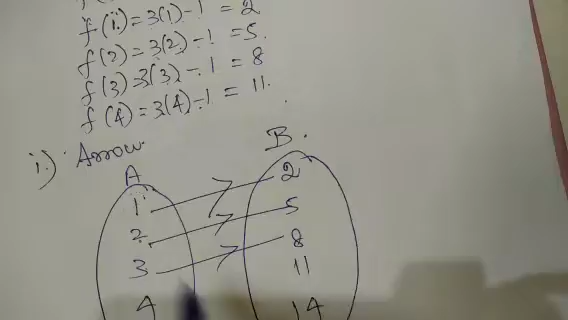 f(1)=3(1)-1 = 2
f(2)=3(2)-1 = 5.
f(3)=3(3)-1 = 8
f(4)=3(4)-1 = 11.
i) Arrow
A B.
1 2
2 5
3 8
11
4 14